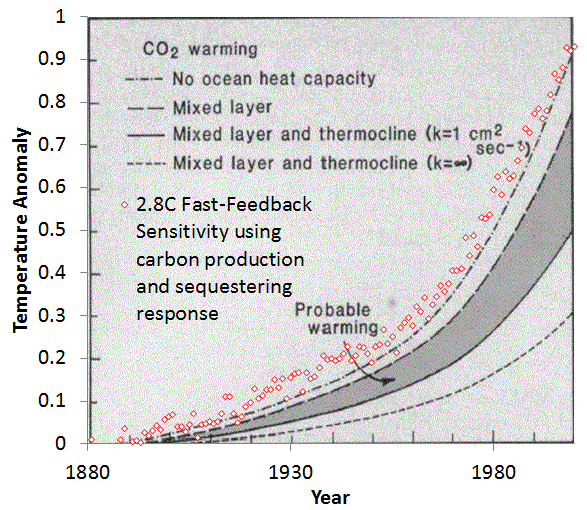 1
0.9
0.8
0.7
0.6
0.5
0.4
0.3
0.2
0.1
0
Temperature Anomaly
CO2 warming
No ocean heat capacity
Mixed layer
Mixed layer and thermocline (k=1 cm2
sec-1)
Mixed layer and thermocline (k=∞)
2.8C Fast-Feedback
Sensitivity using
carbon production
and sequestering
response
Probable
warming
1880
1930
1980
Year